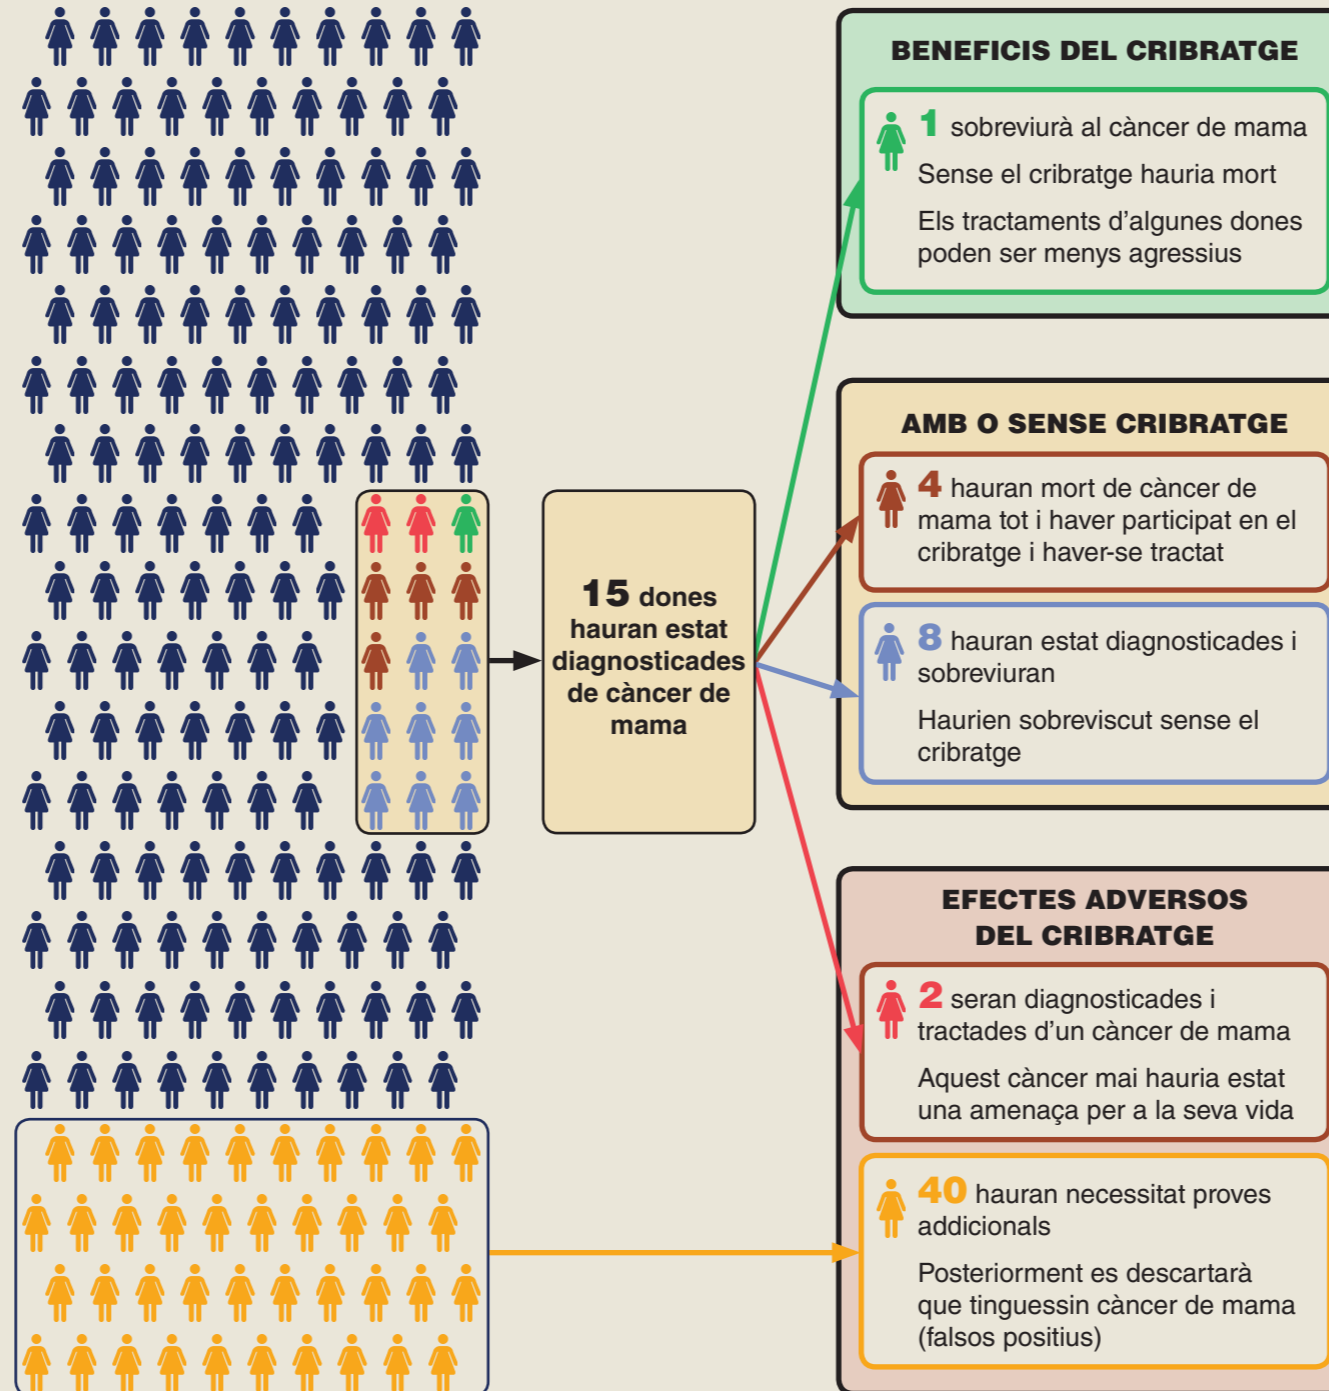 BENEFICIS DEL CRIBRATGE
1 sobreviurà al càncer de mama
Sense el cribratge hauria mort
Els tractaments d'algunes dones
poden ser menys agressius
AMB O SENSE CRIBRATGE
4 hauran mort de càncer de
mama tot i haver participat en el
cribratge i haver-se tractat
15 dones
hauran estat
diagnosticades
de càncer de
mama
8 hauran estat diagnosticades i
sobreviuran
Haurien sobreviscut sense el
cribratge
EFECTES ADVERSOS
DEL CRIBRATGE
2 seran diagnosticades i
tractades d'un càncer de mama
Aquest càncer mai hauria estat
una amenaça per a la seva vida
40 hauran necessitat proves
addicionals
Posteriorment es descartarà
que tinguessin càncer de mama
(falsos positius)